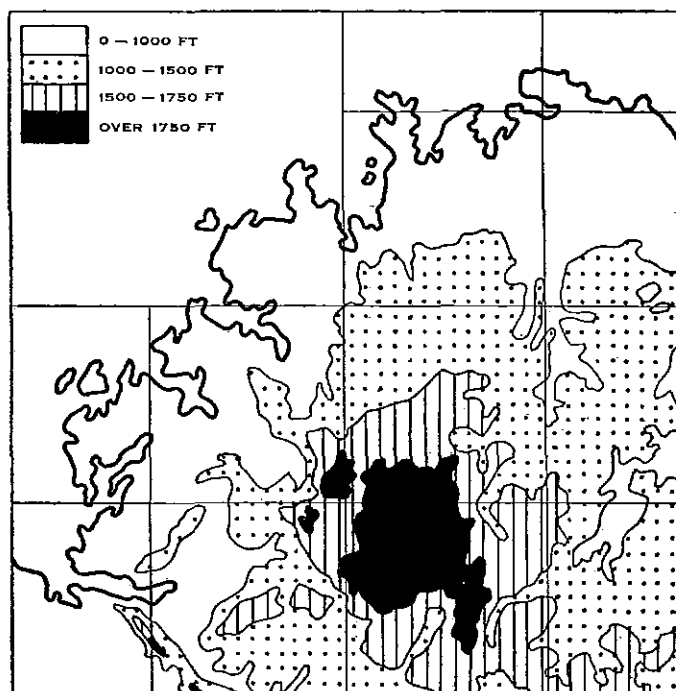 0 – 1000 FT
1000 – 1500 FT
1500 – 1750 FT
OVER 1750 FT